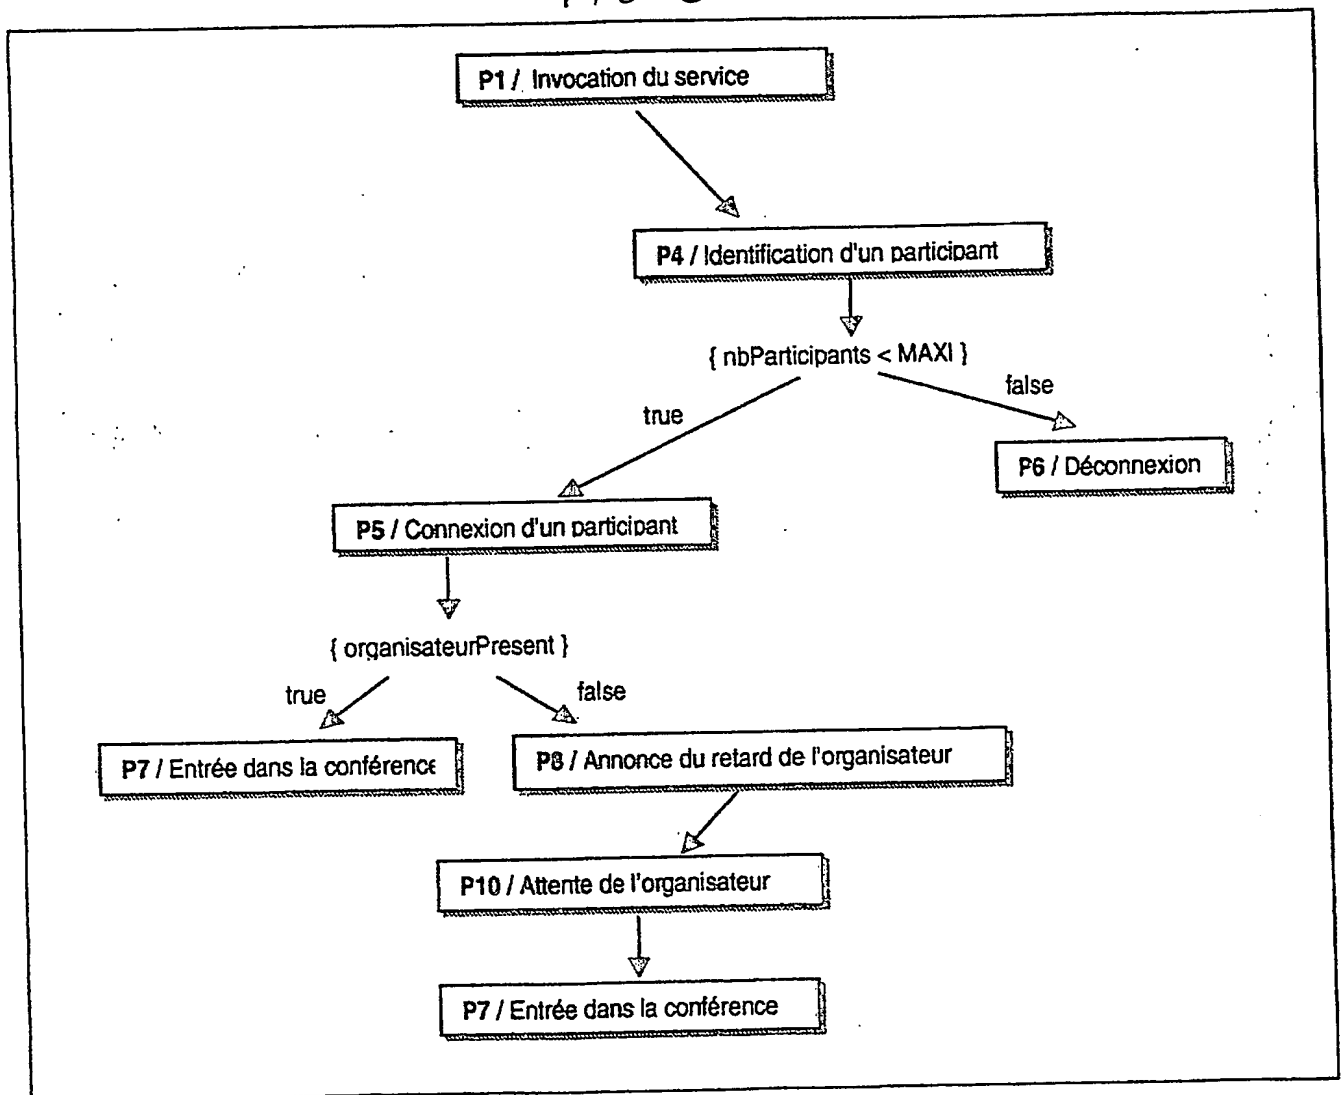 P1 / Invocation du service
P4 / Identification d'un participant
{ nbParticipants < MAXI }
false
true
P6 / Déconnexion
P5 / Connexion d'un participant
{ organisateurPresent }
true
false
P7 / Entrée dans la conférence
P8 / Annonce du retard de l'organisateur
P10 / Attente de l'organisateur
P7 / Entrée dans la conférence